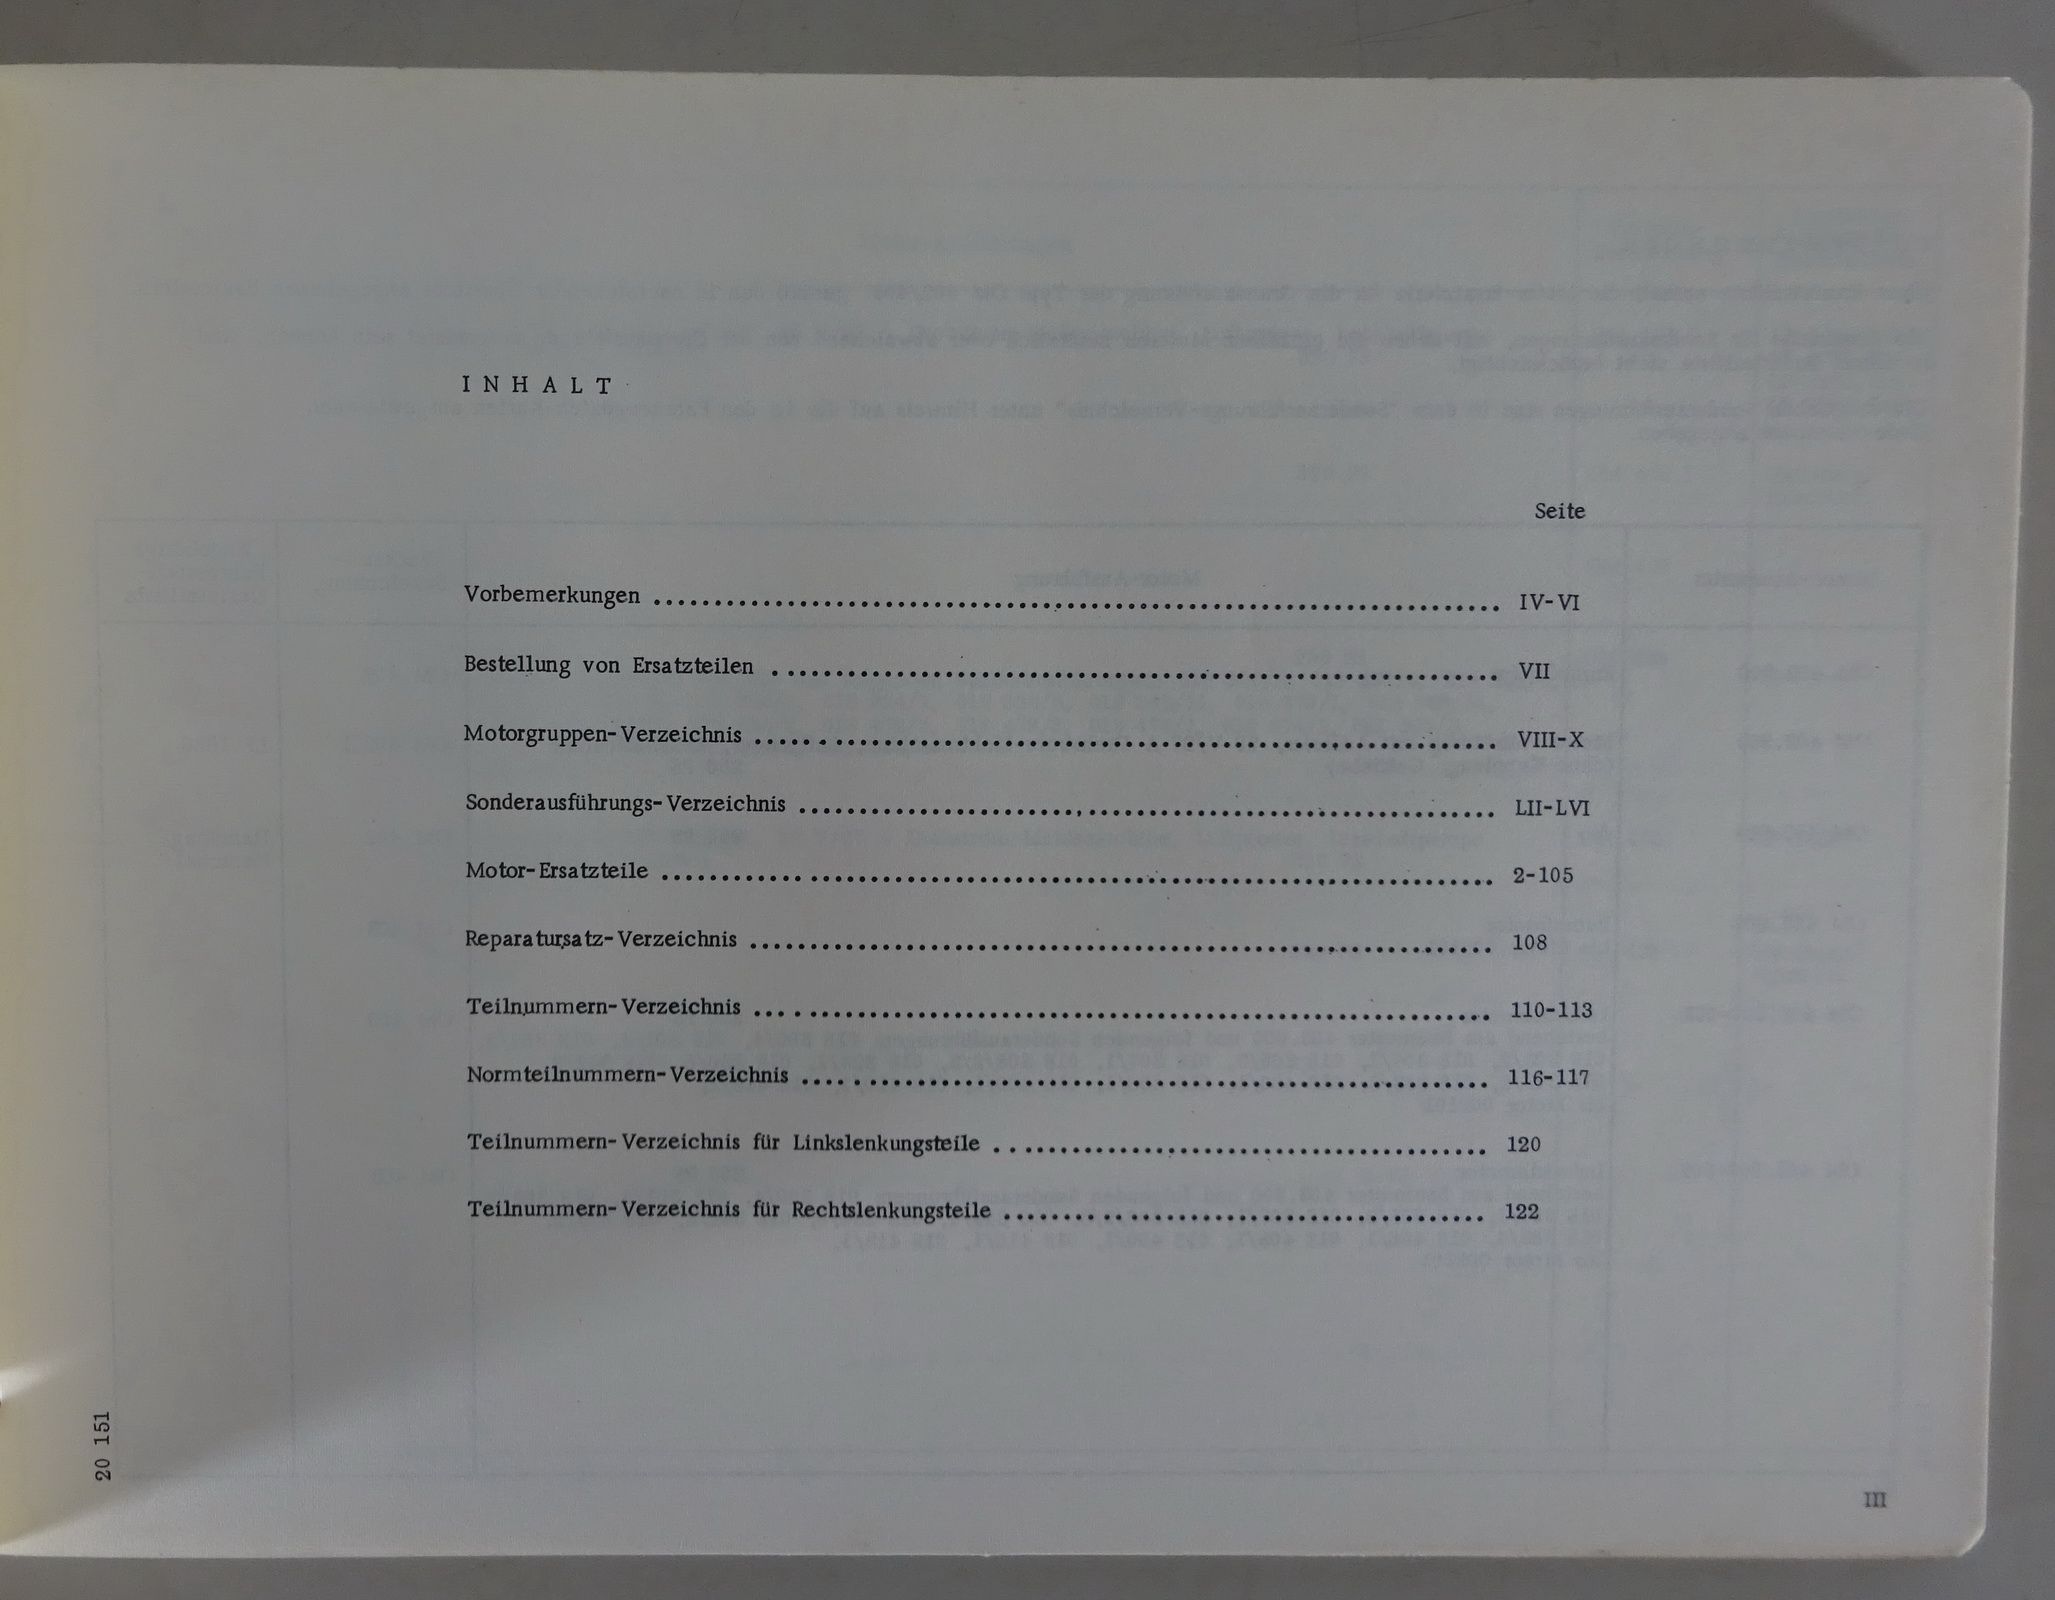 INHALT
Seite
Vorbemerkungen ........................................ IV-VI
Bestellung von Ersatzteilen ........................................ VII
Motorgruppen-Verzeichnis ........................................ VIII-X
Sonderausführungs-Verzeichnis ........................................ LII-LVI
Motor-Ersatzteile ........................................ 2-105
Reparatursatz-Verzeichnis ........................................ 108
Teilnummern-Verzeichnis ........................................ 110-113
Normteilnummern-Verzeichnis ........................................ 116-117
Teilnummern-Verzeichnis für Linkslenkungsteile ........................................ 120
Teilnummern-Verzeichnis für Rechtslenkungsteile ........................................ 122
20 151
III